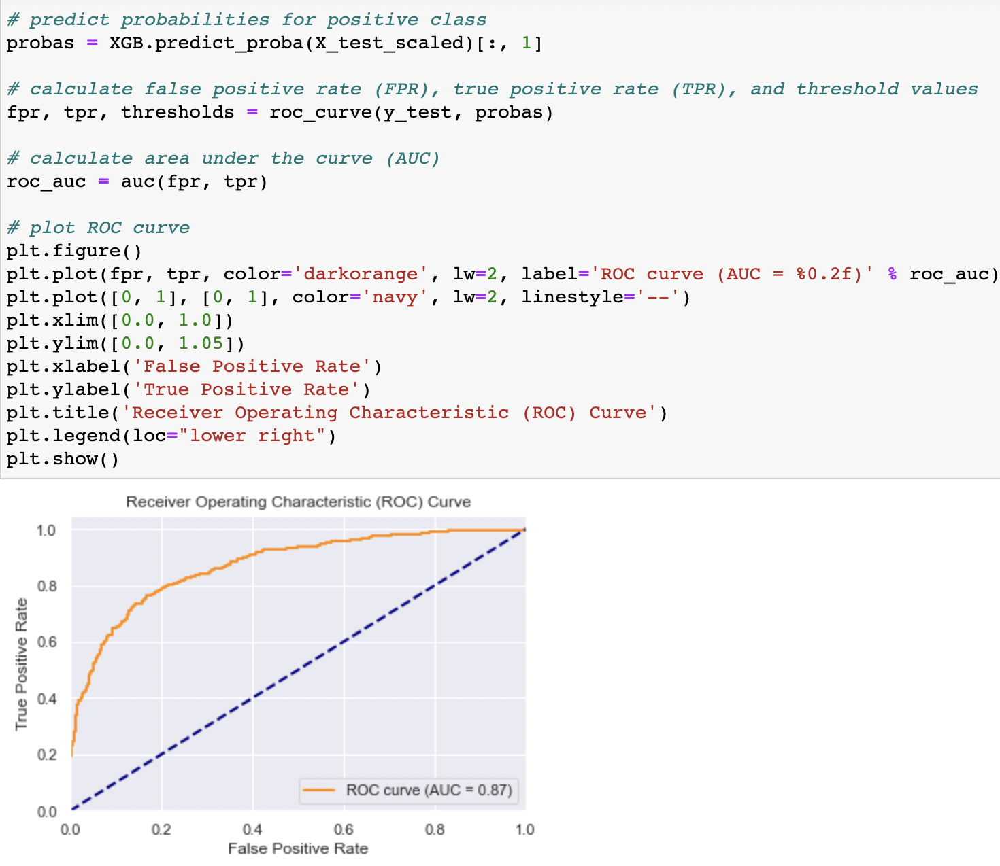 # predict probabilities for positive class
probas = XGB.predict_proba(X_test_scaled)[:, 1]
# calculate false positive rate (FPR), true positive rate (TPR), and threshold values
fpr, tpr, thresholds = roc_curve(y_test, probas)
# calculate area under the curve (AUC)
roc_auc = auc(fpr, tpr)
# plot ROC curve
plt.figure()
plt.plot(fpr, tpr, color='darkorange', lw=2, label='ROC curve (AUC = %0.2f)' % roc_auc)
plt.plot([0, 1], [0, 1], color='navy', lw=2, linestyle='--')
plt.xlim([0.0, 1.0])
plt.ylim([0.0, 1.05])
plt.xlabel('False Positive Rate')
plt.ylabel('True Positive Rate')
plt.title('Receiver Operating Characteristic (ROC) Curve')
plt.legend(loc="lower right")
plt.show()
Receiver Operating Characteristic (ROC) Curve
True Positive Rate
1.0
0.8
0.6
0.4
0.2
0.0
ROC curve (AUC = 0.87)
0.0 0.2 0.4 0.6 0.8 1.0
False Positive Rate